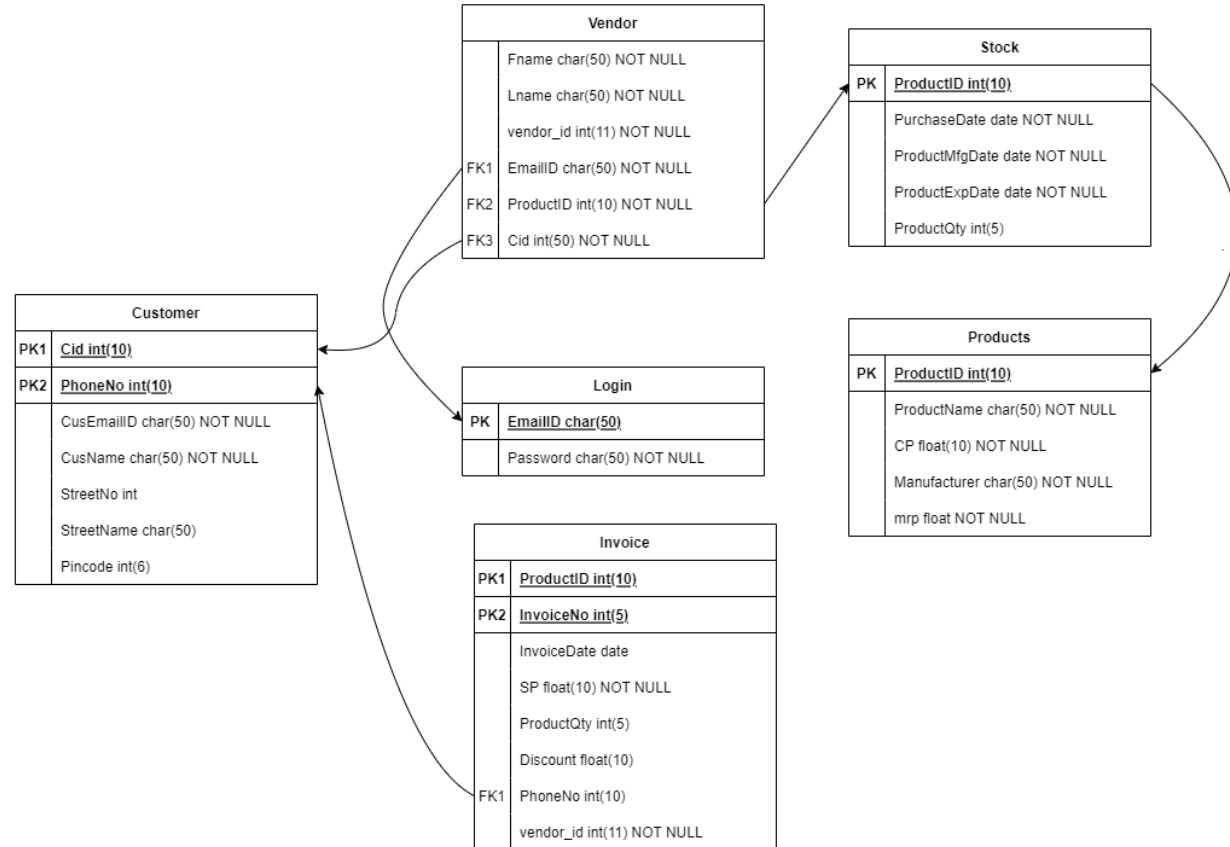 Vendor
Fname char(50) NOT NULL
Lname char(50) NOT NULL
vendor_id int(11) NOT NULL
FK1 EmailID char(50) NOT NULL
FK2 ProductID int(10) NOT NULL
FK3 Cid int(50) NOT NULL
Stock
PK ProductID int(10)
PurchaseDate date NOT NULL
ProductMfgDate date NOT NULL
ProductExpDate date NOT NULL
ProductQty int(5)
Customer
PK1 Cid int(10)
PK2 PhoneNo int(10)
CusEmailID char(50) NOT NULL
CusName char(50) NOT NULL
StreetNo int
StreetName char(50)
Pincode int(6)
Login
PK EmailID char(50)
Password char(50) NOT NULL
Products
PK ProductID int(10)
ProductName char(50) NOT NULL
CP float(10) NOT NULL
Manufacturer char(50) NOT NULL
mrp float NOT NULL
Invoice
PK1 ProductID int(10)
PK2 InvoiceNo int(5)
InvoiceDate date
SP float(10) NOT NULL
ProductQty int(5)
Discount float(10)
FK1 PhoneNo int(10)
vendor_id int(11) NOT NULL